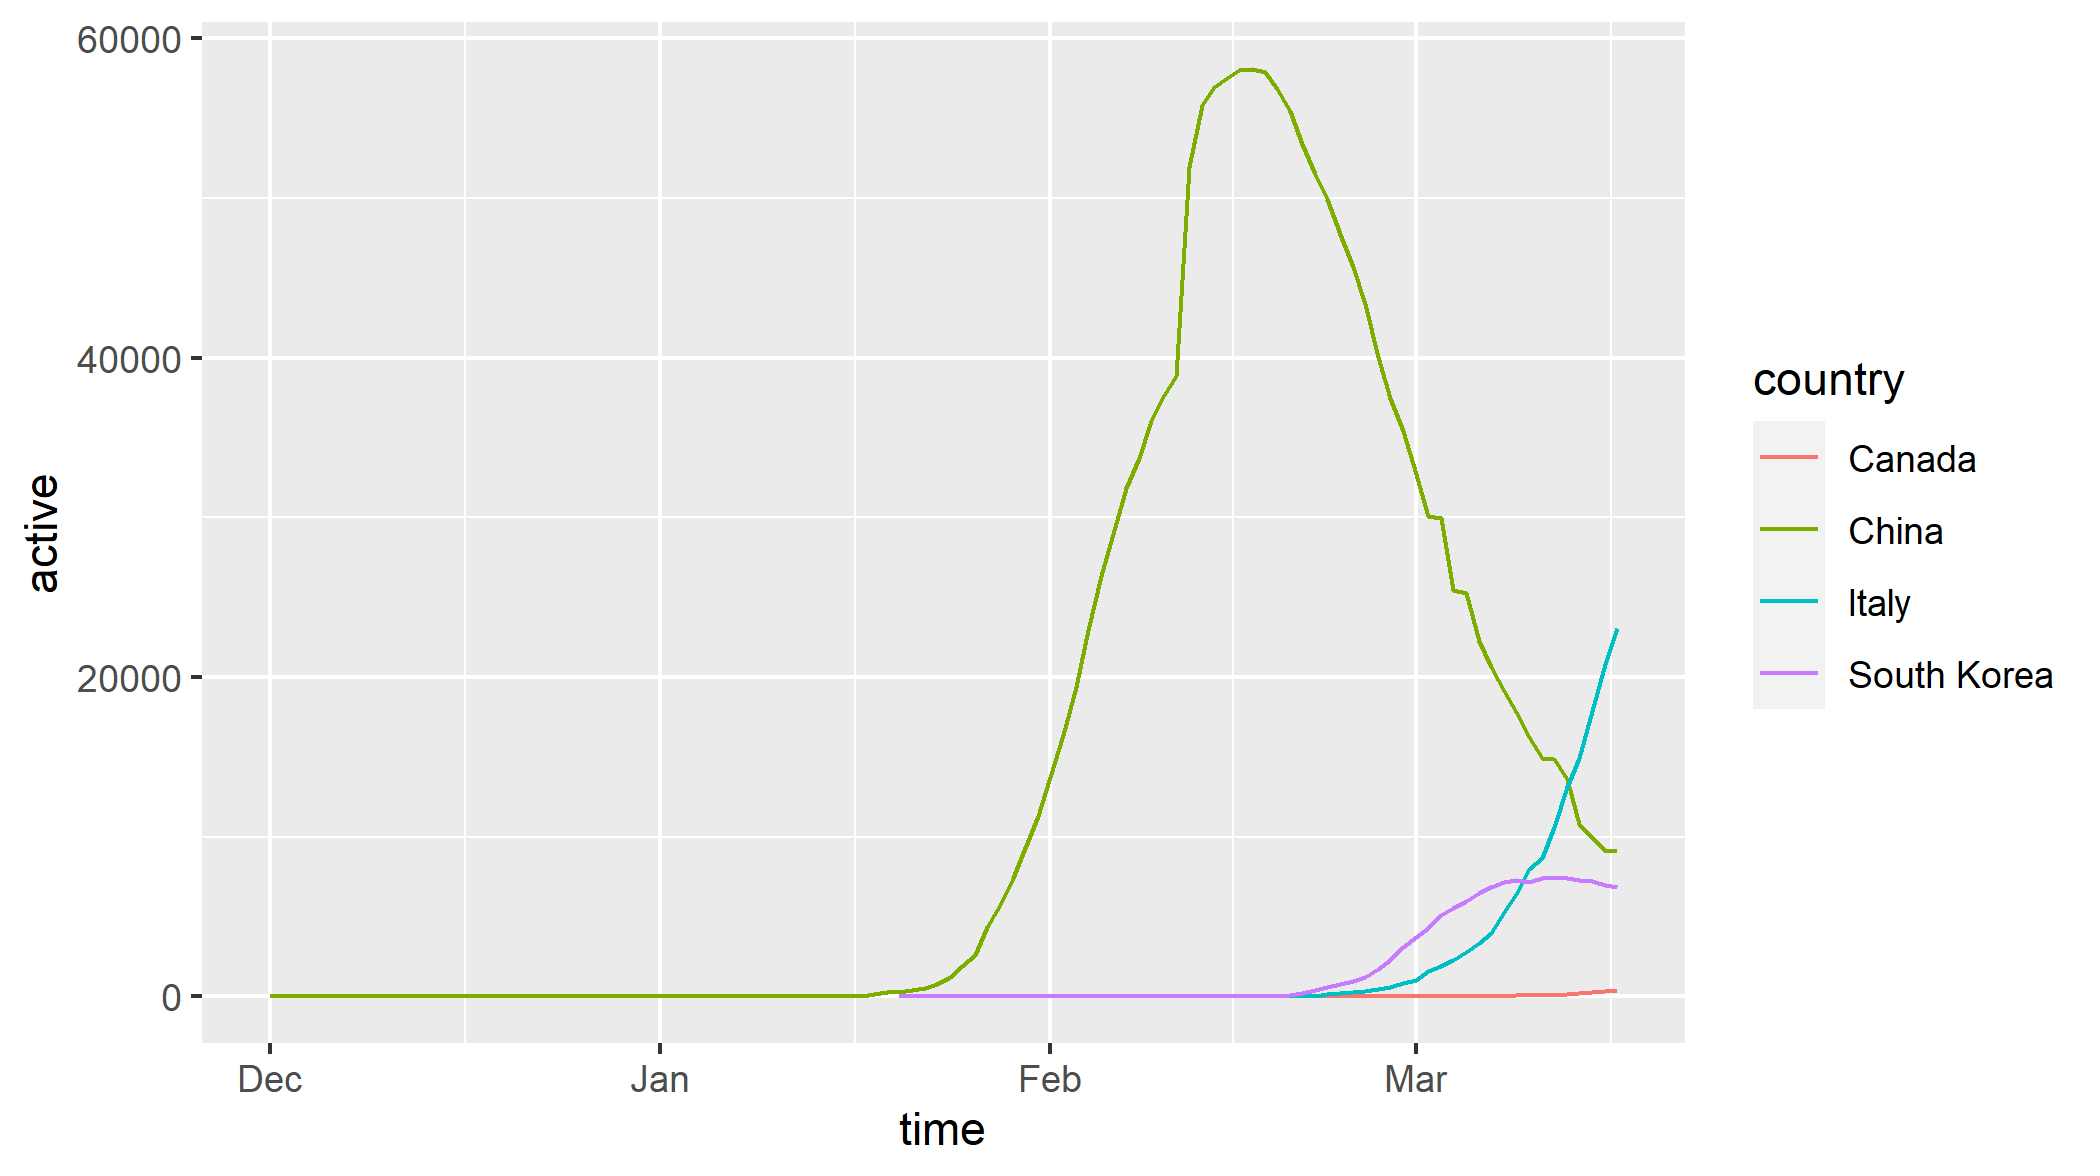 60000
40000
20000
0
active
Dec Jan Feb Mar
time
country
Canada
China
Italy
South Korea